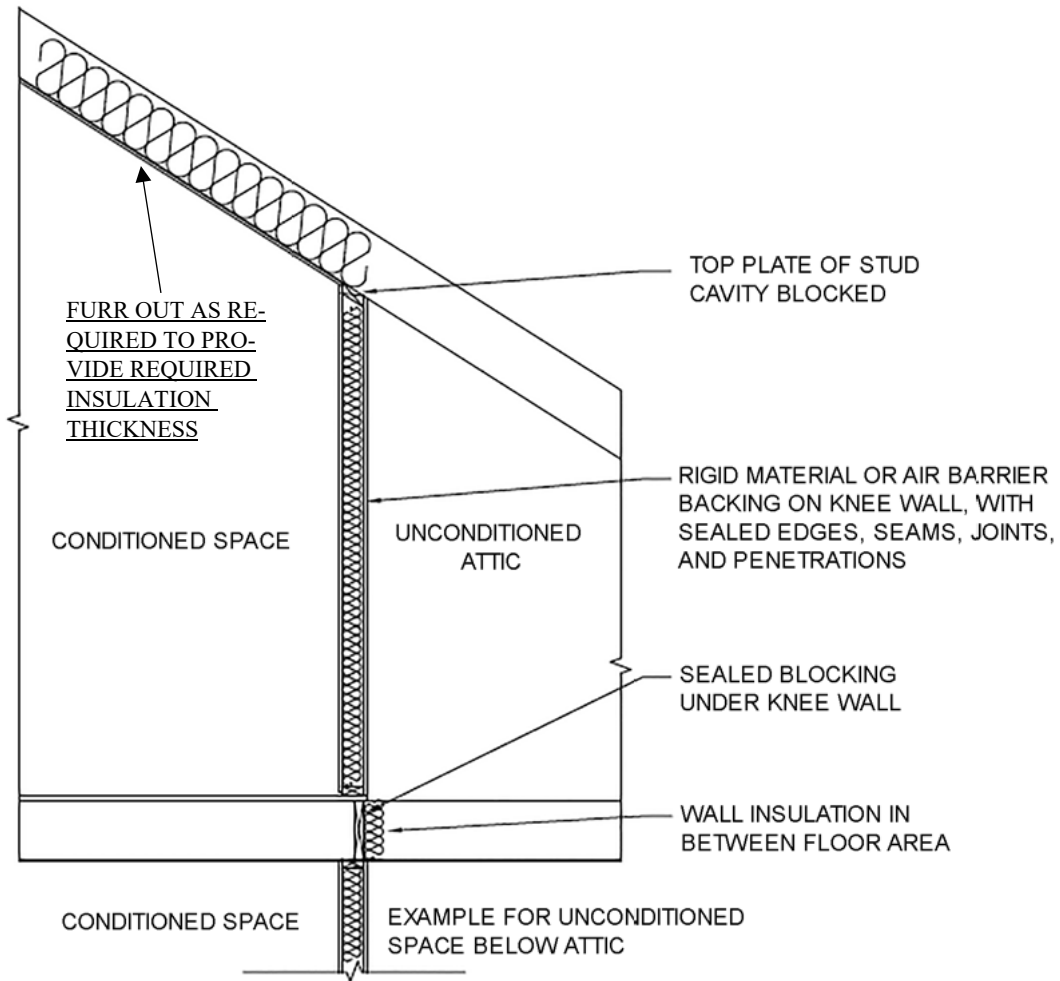 TOP PLATE OF STUD
CAVITY BLOCKED
FURR OUT AS RE-
QUIRED TO PRO-
VIDE REQUIRED
INSULATION
THICKNESS
RIGID MATERIAL OR AIR BARRIER
BACKING ON KNEE WALL, WITH
SEALED EDGES, SEAMS, JOINTS,
AND PENETRATIONS
CONDITIONED SPACE
UNCONDITIONED
ATTIC
SEALED BLOCKING
UNDER KNEE WALL
WALL INSULATION IN
BETWEEN FLOOR AREA
CONDITIONED SPACE
EXAMPLE FOR UNCONDITIONED
SPACE BELOW ATTIC